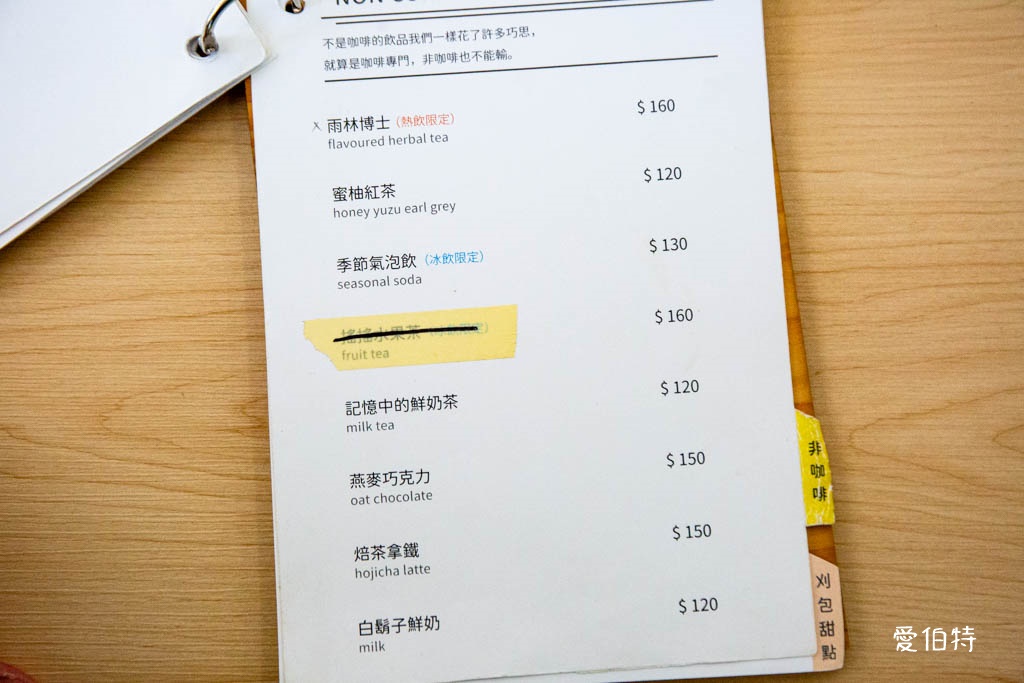 不是咖啡的飲品我們一樣花了許多巧思，
就算是咖啡專門，非咖啡也不能輸。
x 雨林博士（熱飲限定） $ 160
flavoured herbal tea
蜜柚紅茶 $ 120
honey yuzu earl grey
季節氣泡飲（冰飲限定） $ 130
seasonal soda
搖搖水果茶 $ 160
fruit tea
記憶中的鮮奶茶 $ 120
milk tea
燕麥巧克力 $ 150
oat chocolate
焙茶拿鐵 $ 150
hojicha latte
白鬍子鮮奶 $ 120
milk
非咖啡
刈包甜點
愛伯特